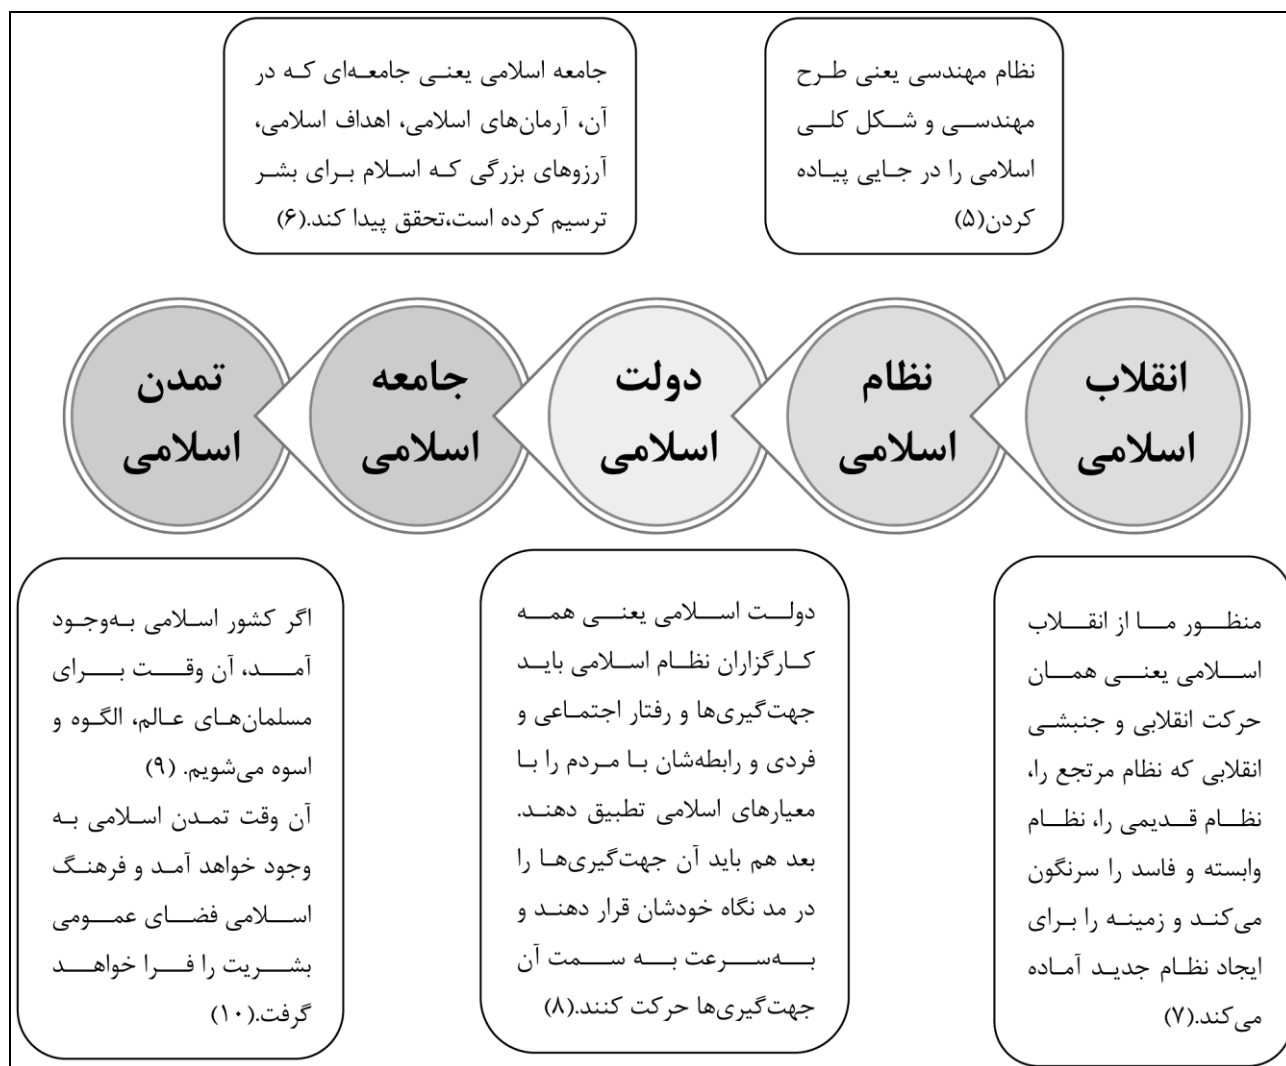 نظام مهندسی یعنی طرح
مهندسی و شکل کلی
اسلامی را در جایی پیاده
کردن(۵)
جامعه اسلامی یعنی جامعه‌ای که در
آن، آرمان‌های اسلامی، اهداف اسلامی،
آرزوهای بزرگی که اسلام برای بشر
ترسیم کرده است،تحقق پیدا کند.(۶)
انقلاب
اسلامی
نظام
اسلامی
دولت
اسلامی
جامعه
اسلامی
تمدن
اسلامی
منظور ما از انقلاب
اسلامی یعنی همان
حرکت انقلابی و جنبشی
انقلابی که نظام مرتجع را،
نظام قدیمی را، نظام
وابسته و فاسد را سرنگون
می‌کند و زمینه را برای
ایجاد نظام جدید آماده
می‌کند.(۷)
دولت اسلامی یعنی همه
کارگزاران نظام اسلامی باید
جهت‌گیری‌ها و رفتار اجتماعی و
فردی و رابطه‌شان با مردم را با
معیارهای اسلامی تطبیق دهند.
بعد هم باید آن جهت‌گیری‌ها را
در مد نگاه خودشان قرار دهند و
به‌سرعت به سمت آن
جهت‌گیری‌ها حرکت کنند.(۸)
اگر کشور اسلامی به‌وجود
آمد، آن وقت برای
مسلمان‌های عالم، الگوه و
اسوه می‌شویم. (۹)
آن وقت تمدن اسلامی به
وجود خواهد آمد و فرهنگ
اسلامی فضای عمومی
بشریت را فرا خواهد
گرفت.(۱۰)